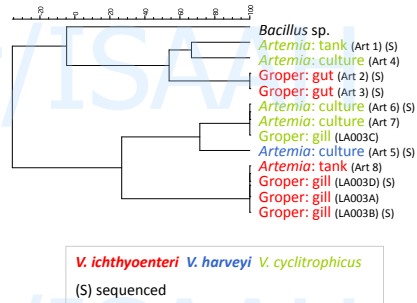 -20 0 20 40 60 80 100
Bacillus sp.
Artemia: tank (Art 1) (S)
Artemia: culture (Art 4)
Groper: gut (Art 2) (S)
Groper: gut (Art 3) (S)
Artemia: culture (Art 6) (S)
Artemia: culture (Art 7)
Groper: gill (LA003C)
Artemia: culture (Art 5) (S)
Artemia: tank (Art 8)
Groper: gill (LA003D) (S)
Groper: gill (LA003A)
Groper: gill (LA003B) (S)
V. ichthyoenteri V. harveyi V. cyclitrophicus
(S) sequenced